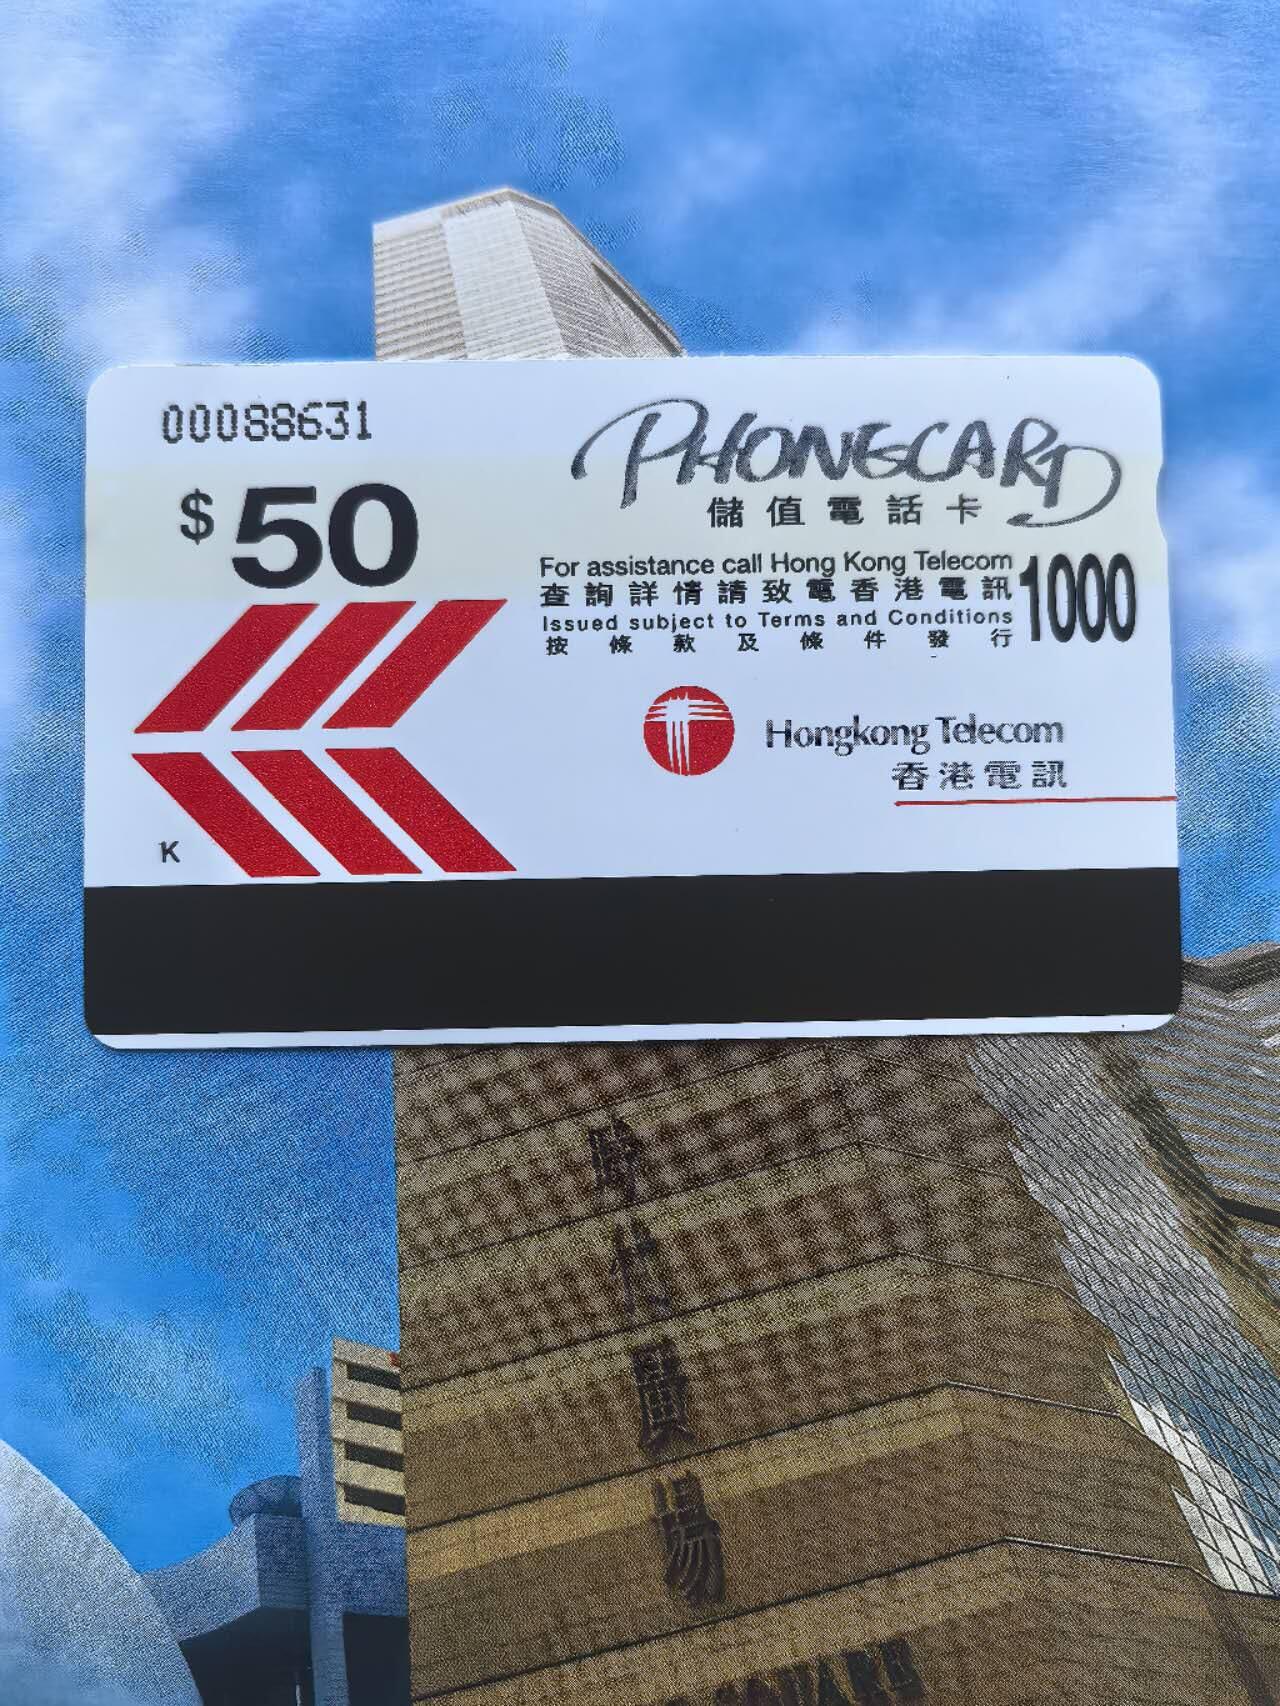 00088631
$50
PHONECARD
儲值電話卡
For assistance call Hong Kong Telecom
查詢詳情請致電香港電訊
Issued subject to Terms and Conditions
按條款及條件發行
1000
Hongkong Telecom
香港電訊
K
時代廣場
SQUARE